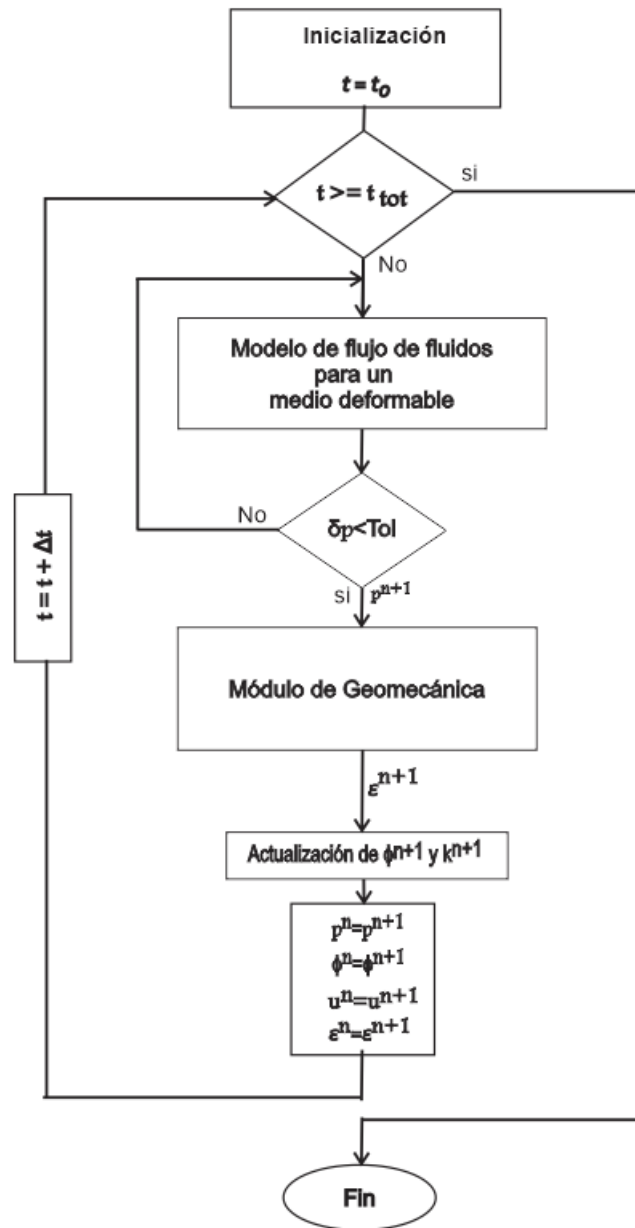 Inicialización
t = t₀
t >= t_tot
si
No
Modelo de flujo de fluidos
para un
medio deformable
No
δp<Tol
si pⁿ⁺¹
t = t + Δt
Módulo de Geomecánica
εⁿ⁺¹
Actualización de ϕⁿ⁺¹ y kⁿ⁺¹
pⁿ=pⁿ⁺¹
ϕⁿ=ϕⁿ⁺¹
uⁿ=uⁿ⁺¹
εⁿ=εⁿ⁺¹
Fin